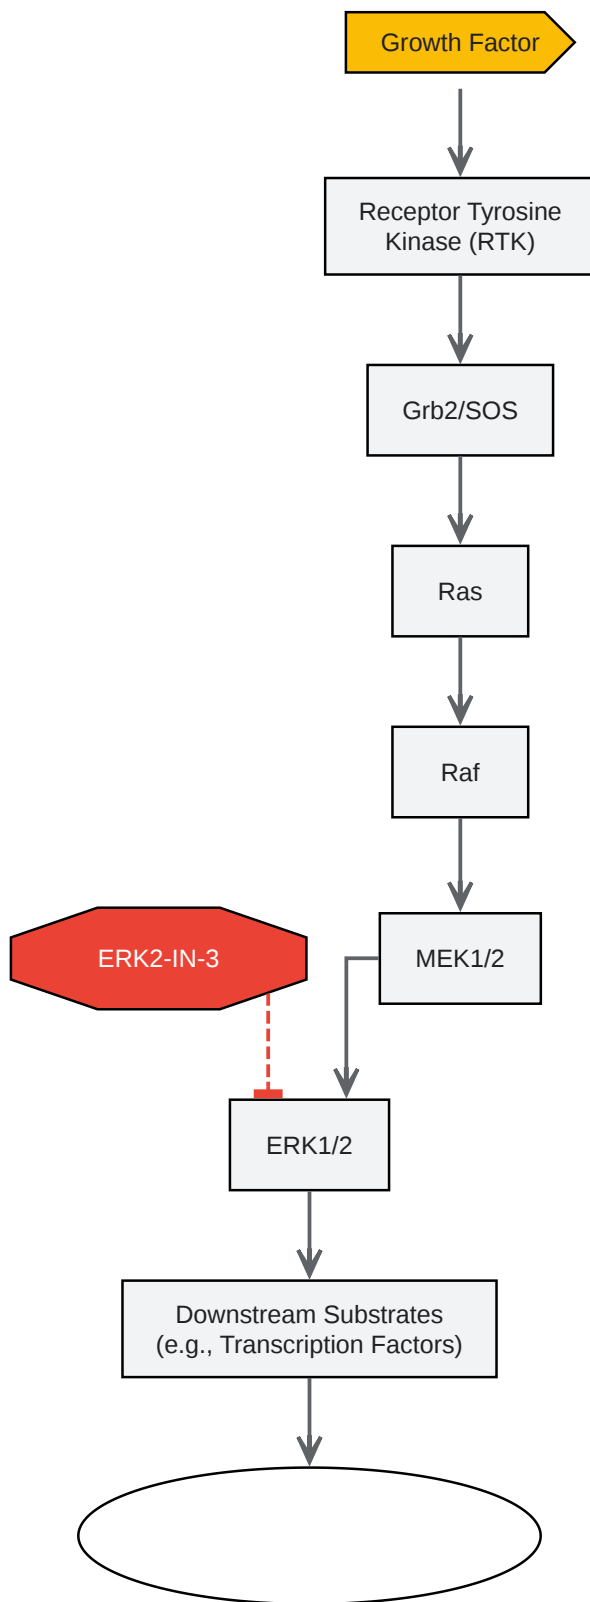 Growth Factor
Receptor Tyrosine
Kinase (RTK)
Grb2/SOS
Ras
Raf
ERK2-IN-3
MEK1/2
ERK1/2
Downstream Substrates
(e.g., Transcription Factors)